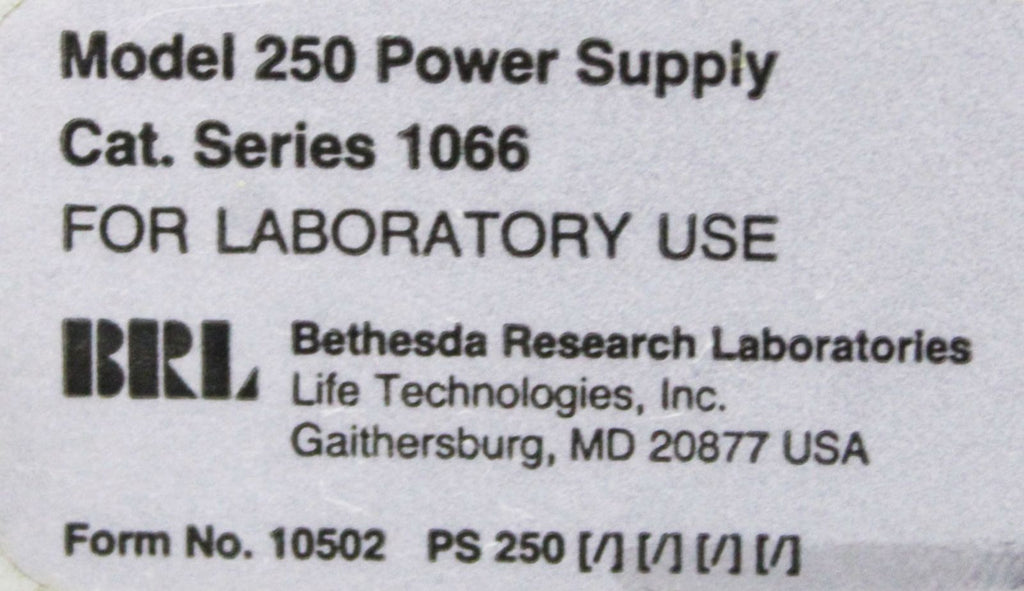 Model 250 Power Supply
Cat. Series 1066
FOR LABORATORY USE
BRL
Bethesda Research Laboratories
Life Technologies, Inc.
Gaithersburg, MD 20877 USA
Form No. 10502 PS 250 [/] [/] [/] [/]